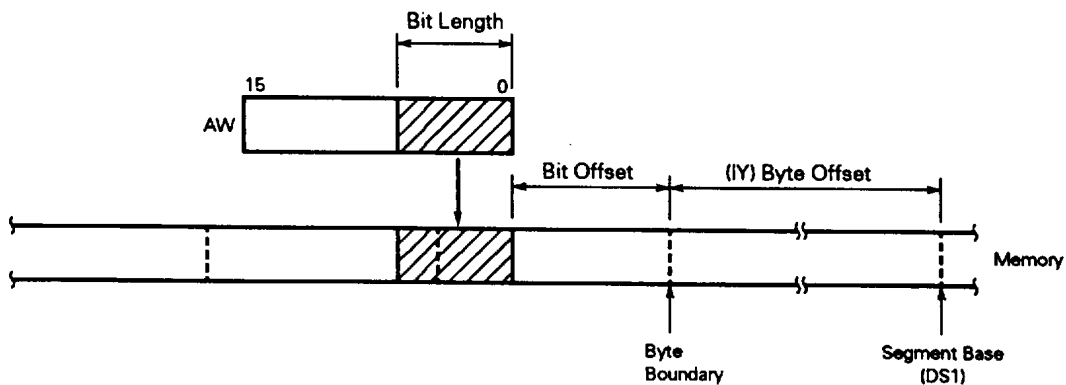 Bit Length
15
0
AW
Bit Offset
(IY) Byte Offset
Memory
Byte
Boundary
Segment Base
(DS1)